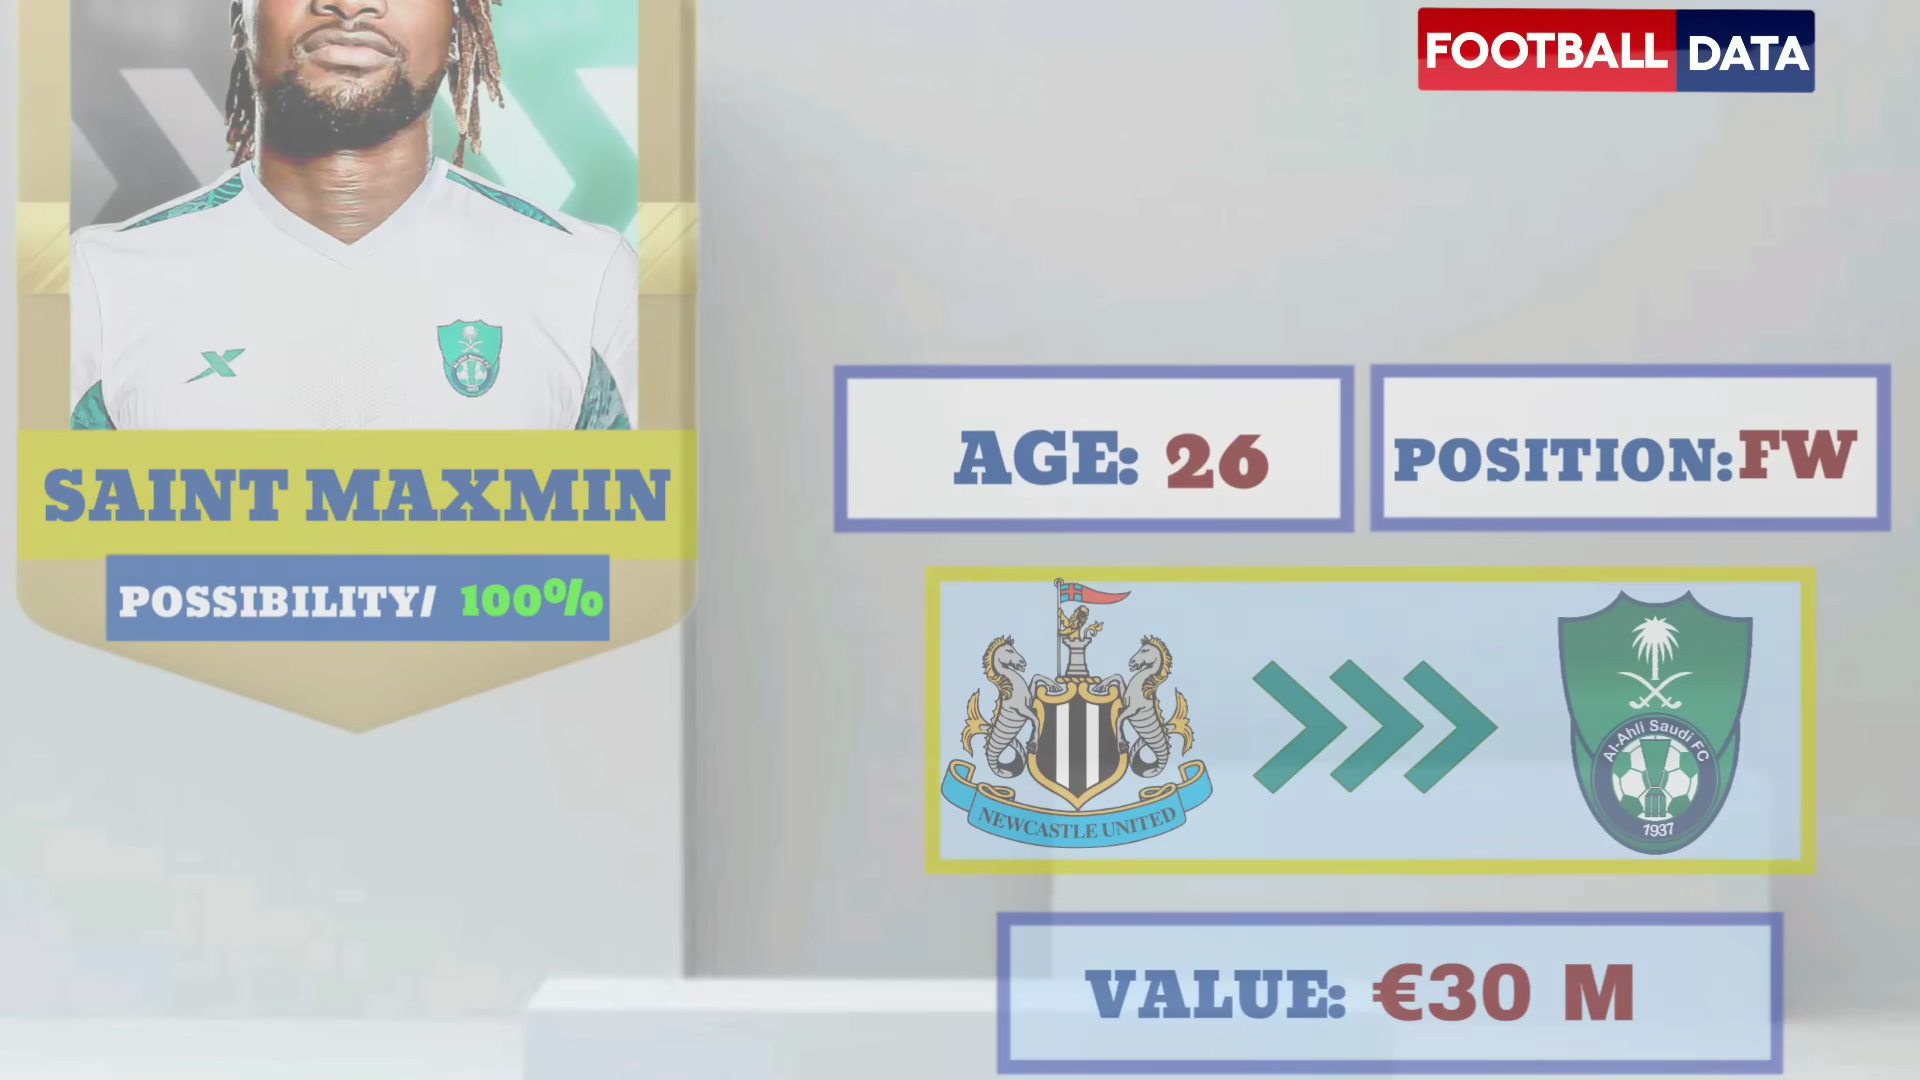 FOOTBALL DATA
SAINT MAXMIN
POSSIBILITY/ 100%
AGE: 26
POSITION:FW
NEWCASTLE UNITED
Al-Ahli Saudi FC
1937
VALUE: €30 M